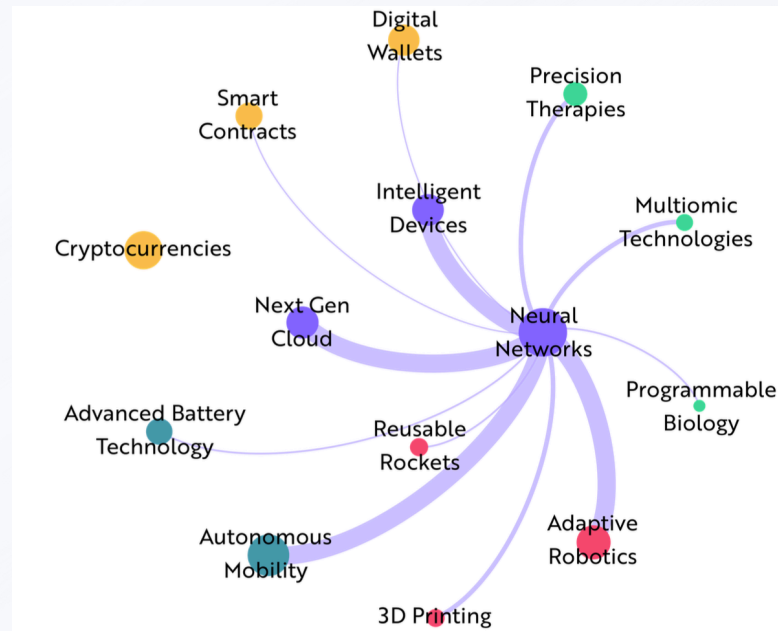 Digital
Wallets
Precision
Therapies
Smart
Contracts
Intelligent
Devices
Multiomic
Technologies
Cryptocurrencies
Next Gen
Cloud
Neural
Networks
Programmable
Biology
Advanced Battery
Technology
Reusable
Rockets
Autonomous
Mobility
Adaptive
Robotics
3D Printing